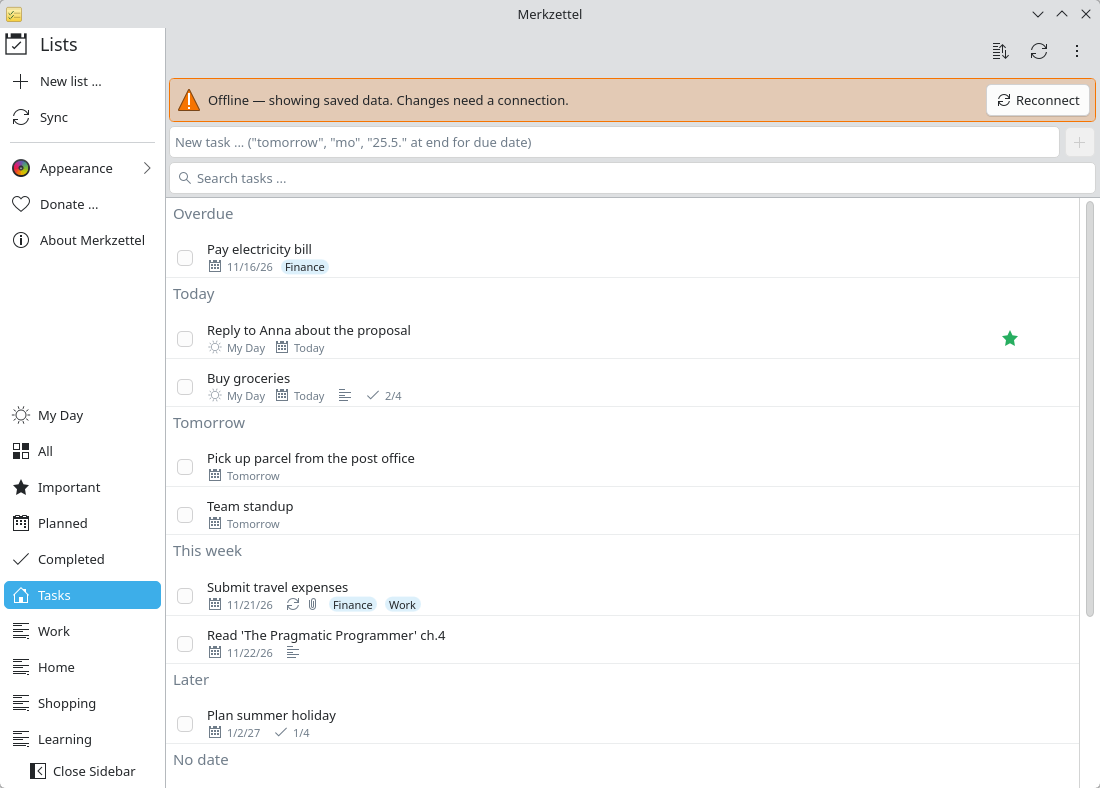 Merkzettel
Lists
New list ...
Sync
Appearance
Donate ...
About Merkzettel
My Day
All
Important
Planned
Completed
Tasks
Work
Home
Shopping
Learning
Close Sidebar
Offline — showing saved data. Changes need a connection.
Reconnect
New task ... ("tomorrow", "mo", "25.5." at end for due date)
Search tasks ...
Overdue
Pay electricity bill
11/16/26 Finance
Today
Reply to Anna about the proposal
My Day Today
Buy groceries
My Day Today 2/4
Tomorrow
Pick up parcel from the post office
Tomorrow
Team standup
Tomorrow
This week
Submit travel expenses
11/21/26 Finance Work
Read 'The Pragmatic Programmer' ch.4
11/22/26
Later
Plan summer holiday
1/2/27 1/4
No date